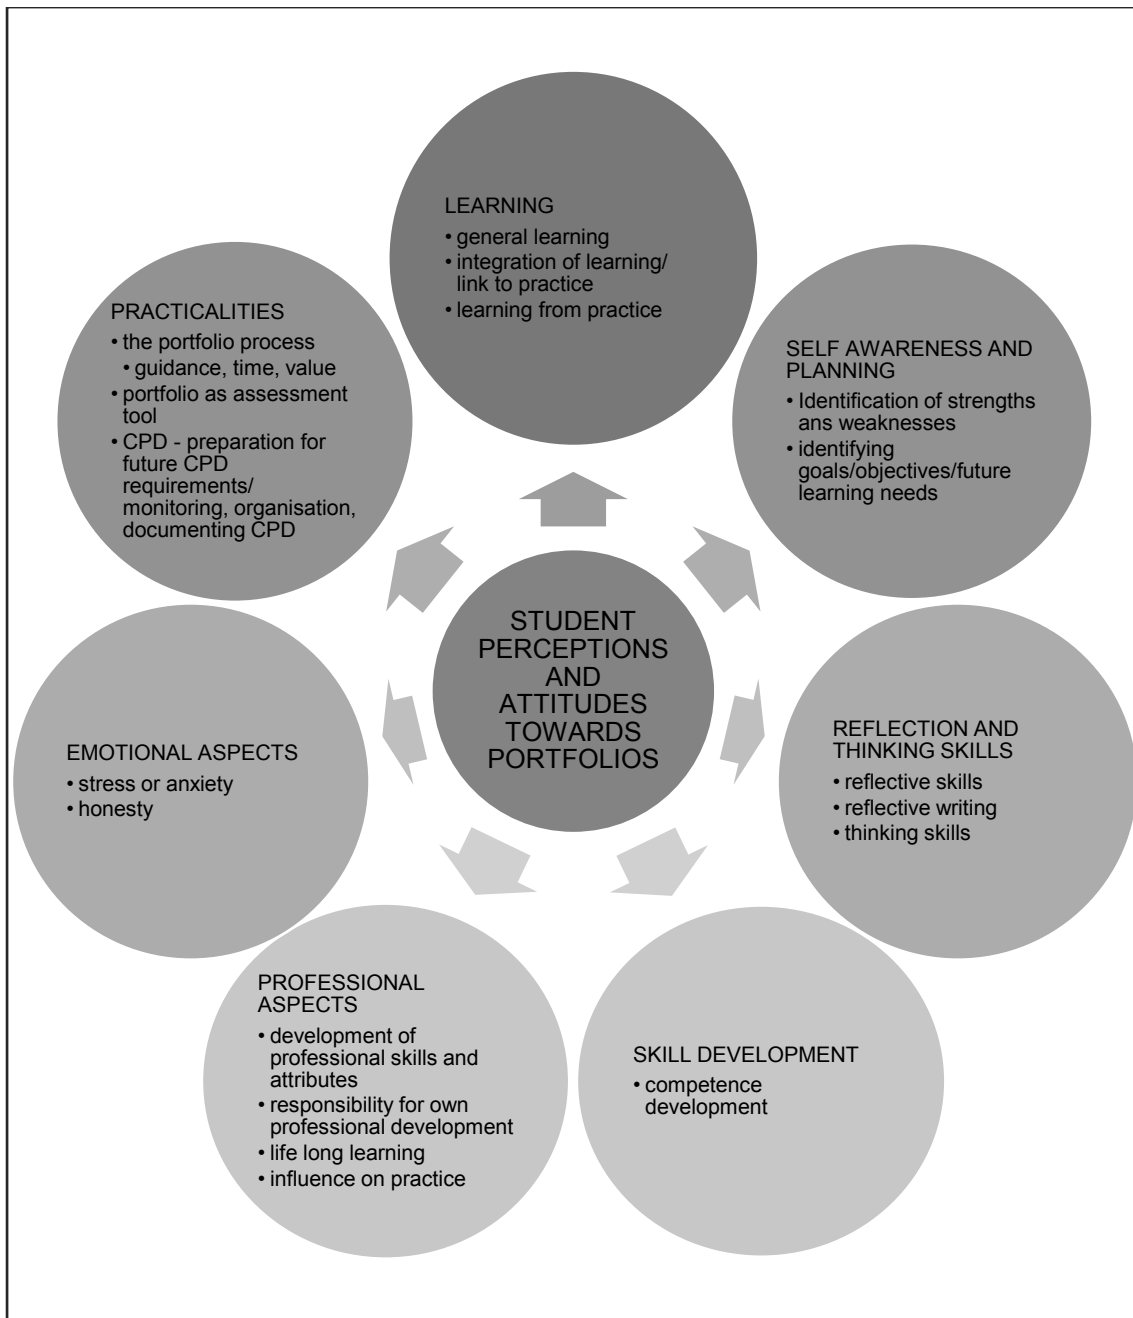 LEARNING
• general learning
• integration of learning/
link to practice
• learning from practice
SELF AWARENESS AND
PLANNING
• Identification of strengths
ans weaknesses
• identifying
goals/objectives/future
learning needs
REFLECTION AND
THINKING SKILLS
• reflective skills
• reflective writing
• thinking skills
SKILL DEVELOPMENT
• competence
development
PROFESSIONAL
ASPECTS
• development of
professional skills and
attributes
• responsibility for own
professional development
• life long learning
• influence on practice
EMOTIONAL ASPECTS
• stress or anxiety
• honesty
PRACTICALITIES
• the portfolio process
• guidance, time, value
• portfolio as assessment
tool
• CPD - preparation for
future CPD
requirements/
monitoring, organisation,
documenting CPD
STUDENT
PERCEPTIONS
AND
ATTITUDES
TOWARDS
PORTFOLIOS